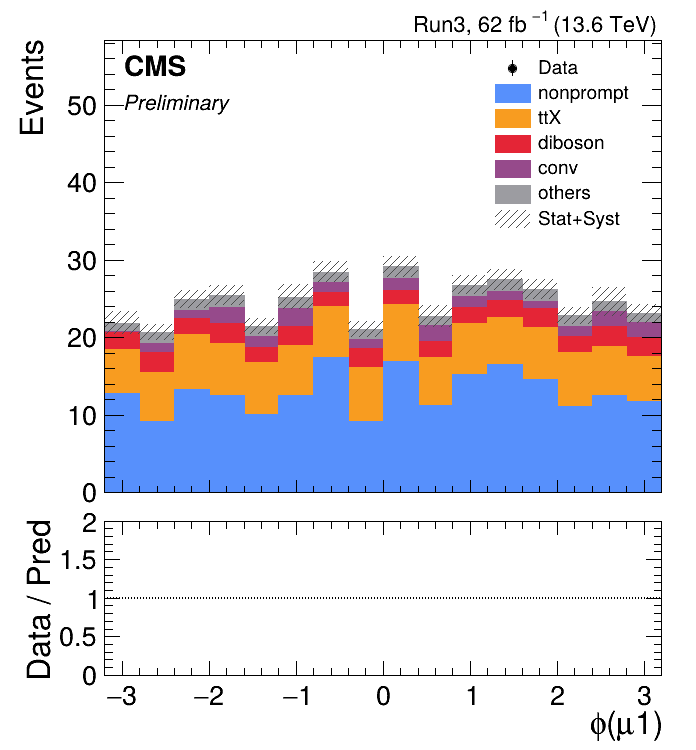 Run3, 62 fb⁻¹ (13.6 TeV)
CMS
Preliminary
Events
Data
nonprompt
ttX
diboson
conv
others
Stat+Syst
50
40
30
20
10
0
Data / Pred
2
1.5
1
0.5
0
−3 −2 −1 0 1 2 3
ϕ(μ1)